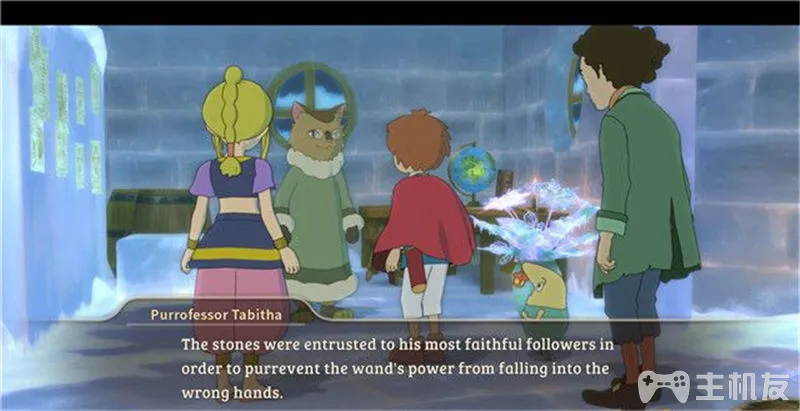 Purrofessor Tabitha
The stones were entrusted to his most faithful followers in
order to purrevent the wand's power from falling into the
wrong hands.
主机友